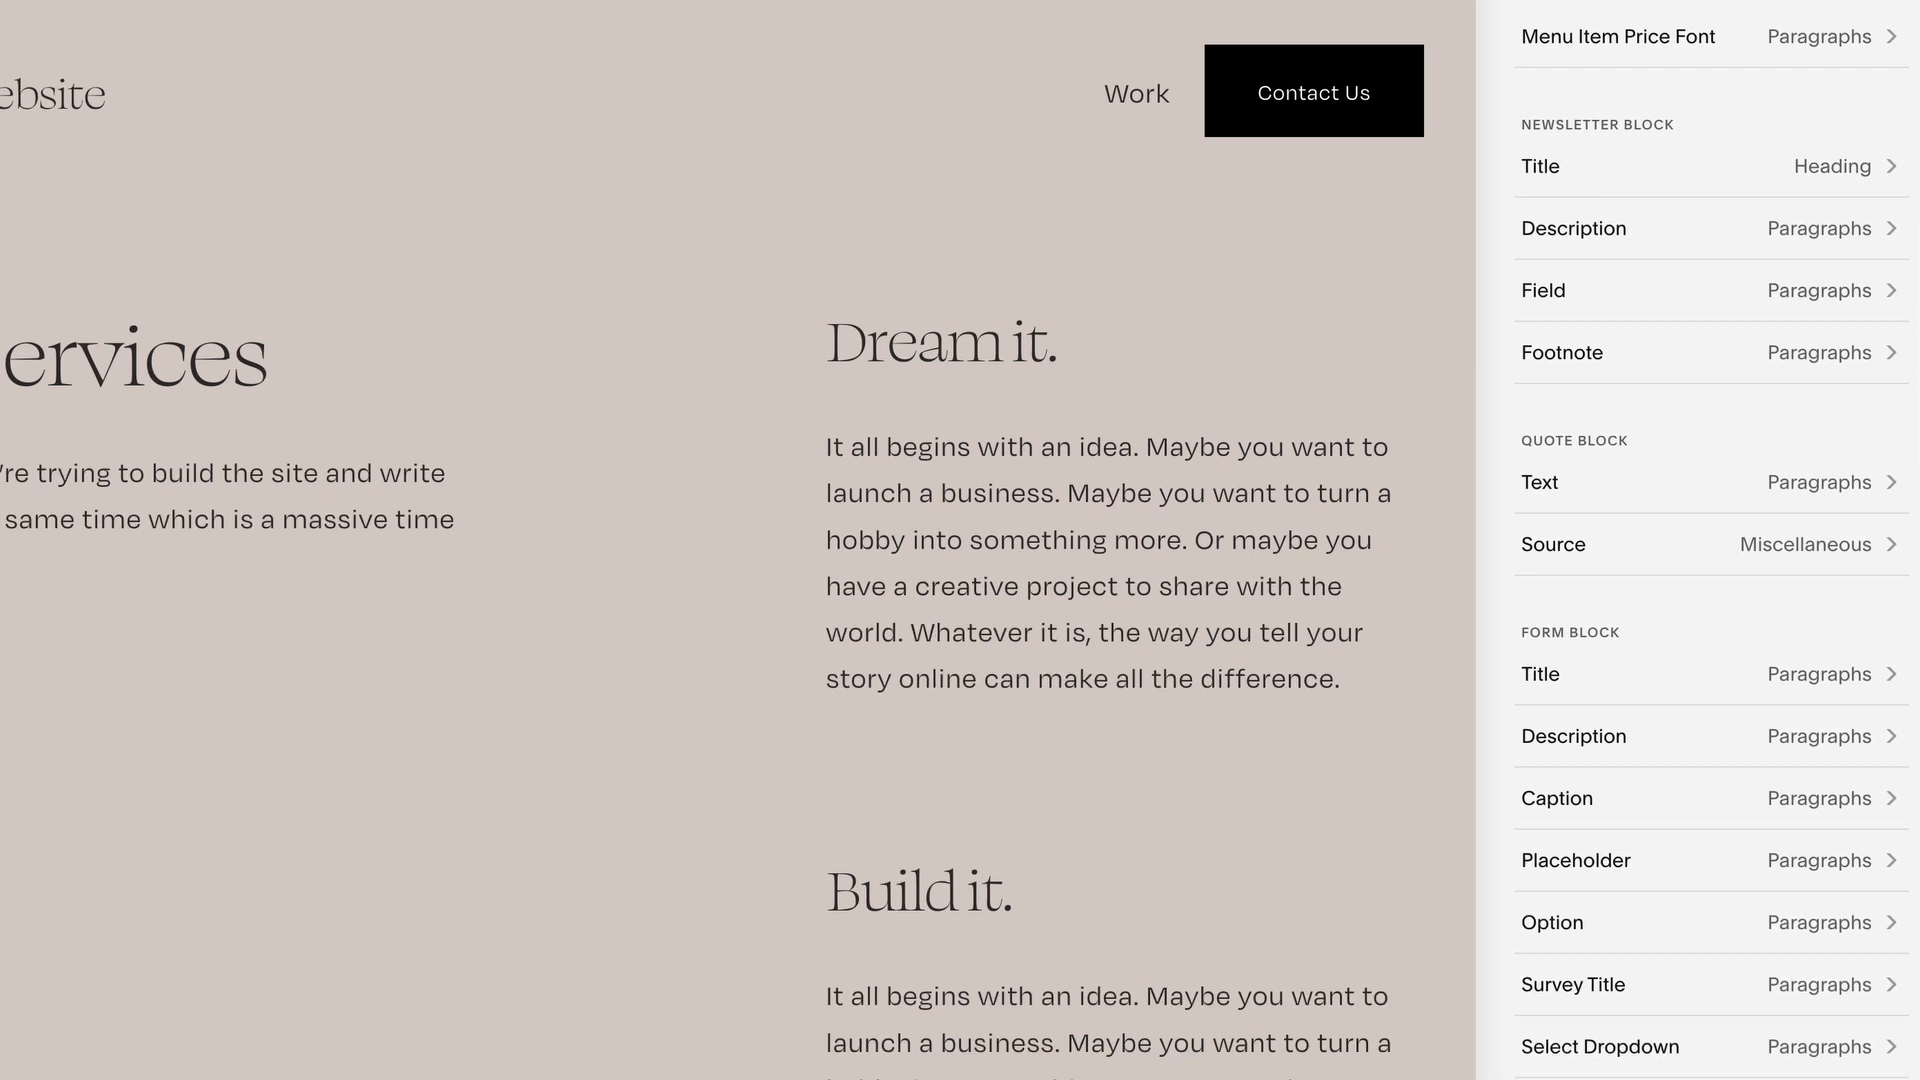 ebsite
Work
Contact Us
ervices
're trying to build the site and write
same time which is a massive time
Dream it.
It all begins with an idea. Maybe you want to
launch a business. Maybe you want to turn a
hobby into something more. Or maybe you
have a creative project to share with the
world. Whatever it is, the way you tell your
story online can make all the difference.
Build it.
It all begins with an idea. Maybe you want to
launch a business. Maybe you want to turn a
Menu Item Price Font Paragraphs
NEWSLETTER BLOCK
Title Heading
Description Paragraphs
Field Paragraphs
Footnote Paragraphs
QUOTE BLOCK
Text Paragraphs
Source Miscellaneous
FORM BLOCK
Title Paragraphs
Description Paragraphs
Caption Paragraphs
Placeholder Paragraphs
Option Paragraphs
Survey Title Paragraphs
Select Dropdown Paragraphs